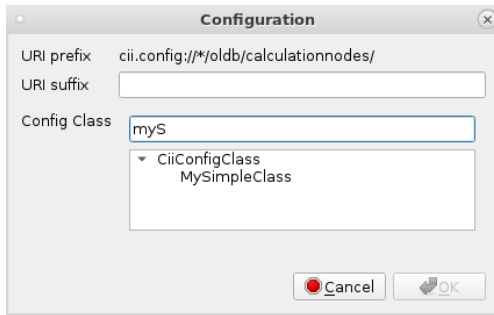 Configuration
URI prefix cii.config://*/oldb/calculationnodes/
URI suffix
Config Class myS
CiiConfigClass
MySimpleClass
Cancel OK